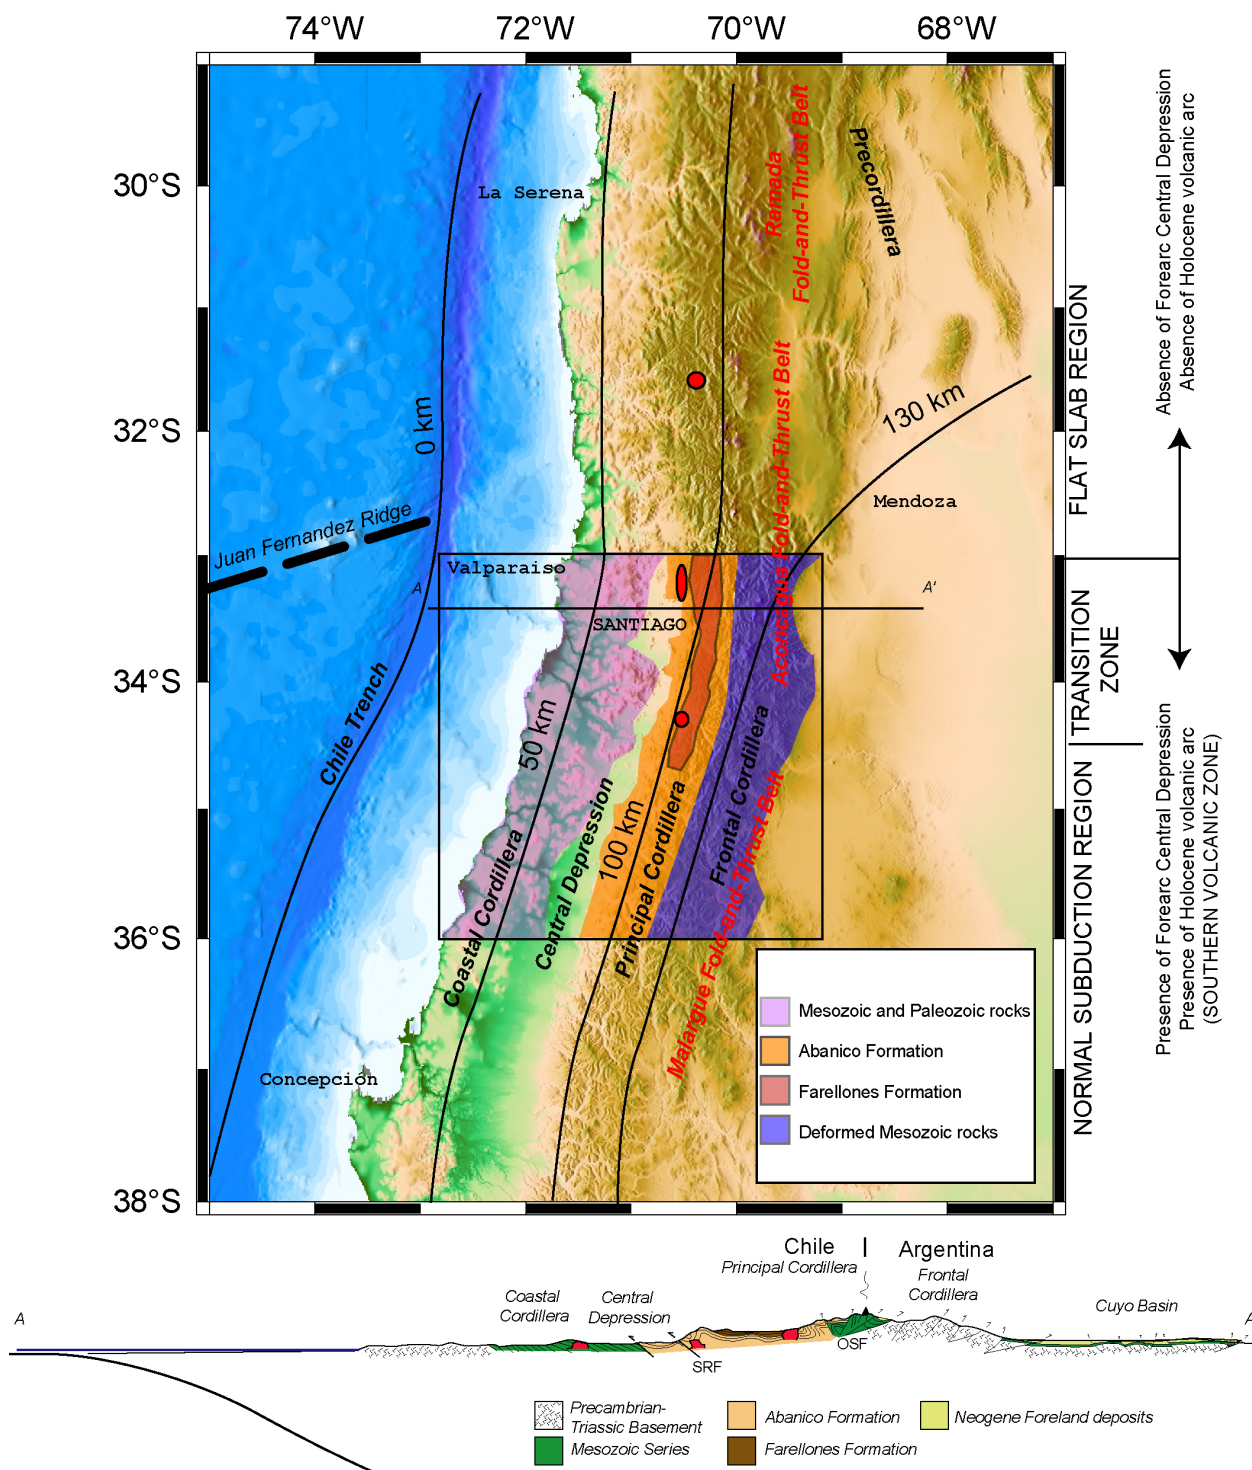 74°W
72°W
70°W
68°W
30°S
32°S
34°S
36°S
38°S
La Serena
Ramada
Fold-and-Thrust Belt
Precordillera
0 km
130 km
Mendoza
Juan Fernandez Ridge
Valparaiso
A
A'
SANTIAGO
Aconcagua Fold-and-Thrust Belt
Chile Trench
50 km
100 km
Coastal Cordillera
Central Depression
Principal Cordillera
Frontal Cordillera
Malargue Fold-and-Thrust Belt
Concepción
Mesozoic and Paleozoic rocks
Abanico Formation
Farellones Formation
Deformed Mesozoic rocks
FLAT SLAB REGION
Absence of Forearc Central Depression
Absence of Holocene volcanic arc
TRANSITION
ZONE
NORMAL SUBDUCTION REGION
Presence of Forearc Central Depression
Presence of Holocene volcanic arc
(SOUTHERN VOLCANIC ZONE)
Chile
Argentina
Principal Cordillera
Frontal
Cordillera
Coastal
Cordillera
Central
Depression
Cuyo Basin
A
A
SRF
OSF
Precambrian-
Triassic Basement
Mesozoic Series
Abanico Formation
Farellones Formation
Neogene Foreland deposits